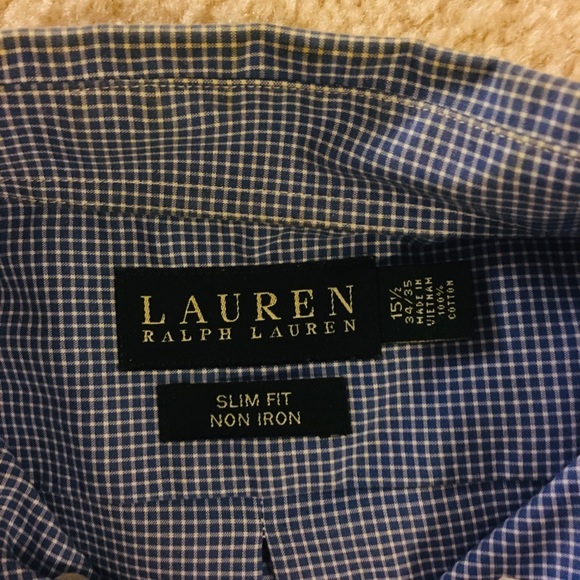 LAUREN
RALPH LAUREN
15½
34/35
MADE IN
VIETNAM
100%
COTTON
SLIM FIT
NON IRON